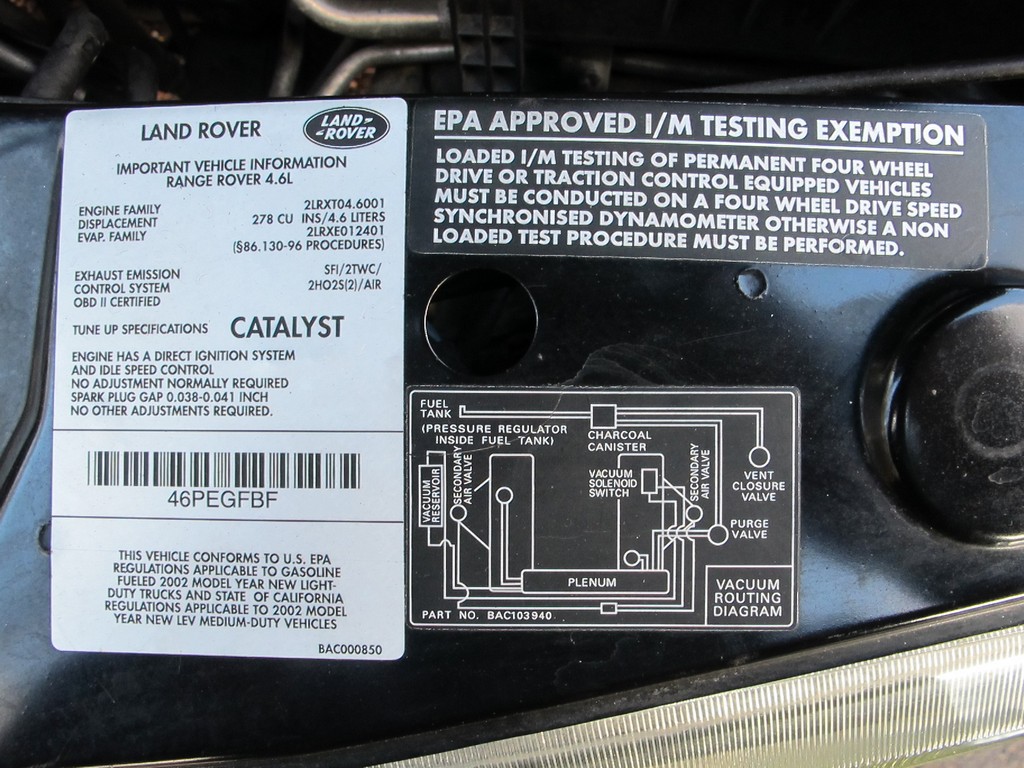 LAND ROVER
LAND-
-ROVER
IMPORTANT VEHICLE INFORMATION
RANGE ROVER 4.6L
ENGINE FAMILY 2LRXT04.6001
DISPLACEMENT 278 CU INS/4.6 LITERS
EVAP. FAMILY 2LRXE012401
(§86.130-96 PROCEDURES)
EXHAUST EMISSION SFI/2TWC/
CONTROL SYSTEM 2HO2S(2)/AIR
OBD II CERTIFIED
TUNE UP SPECIFICATIONS CATALYST
ENGINE HAS A DIRECT IGNITION SYSTEM
AND IDLE SPEED CONTROL
NO ADJUSTMENT NORMALLY REQUIRED
SPARK PLUG GAP 0.038-0.041 INCH
NO OTHER ADJUSTMENTS REQUIRED.
46PEGFBF
THIS VEHICLE CONFORMS TO U.S. EPA
REGULATIONS APPLICABLE TO GASOLINE
FUELED 2002 MODEL YEAR NEW LIGHT-
DUTY TRUCKS AND STATE OF CALIFORNIA
REGULATIONS APPLICABLE TO 2002 MODEL
YEAR NEW LEV MEDIUM-DUTY VEHICLES
BAC000850
EPA APPROVED I/M TESTING EXEMPTION
LOADED I/M TESTING OF PERMANENT FOUR WHEEL
DRIVE OR TRACTION CONTROL EQUIPPED VEHICLES
MUST BE CONDUCTED ON A FOUR WHEEL DRIVE SPEED
SYNCHRONISED DYNAMOMETER OTHERWISE A NON
LOADED TEST PROCEDURE MUST BE PERFORMED.
FUEL
TANK
(PRESSURE REGULATOR
INSIDE FUEL TANK)
CHARCOAL
CANISTER
VACUUM
RESERVOIR
SECONDARY
AIR VALVE
VACUUM
SOLENOID
SWITCH
SECONDARY
AIR VALVE
VENT
CLOSURE
VALVE
PURGE
VALVE
PLENUM
VACUUM
ROUTING
DIAGRAM
PART NO. BAC103940